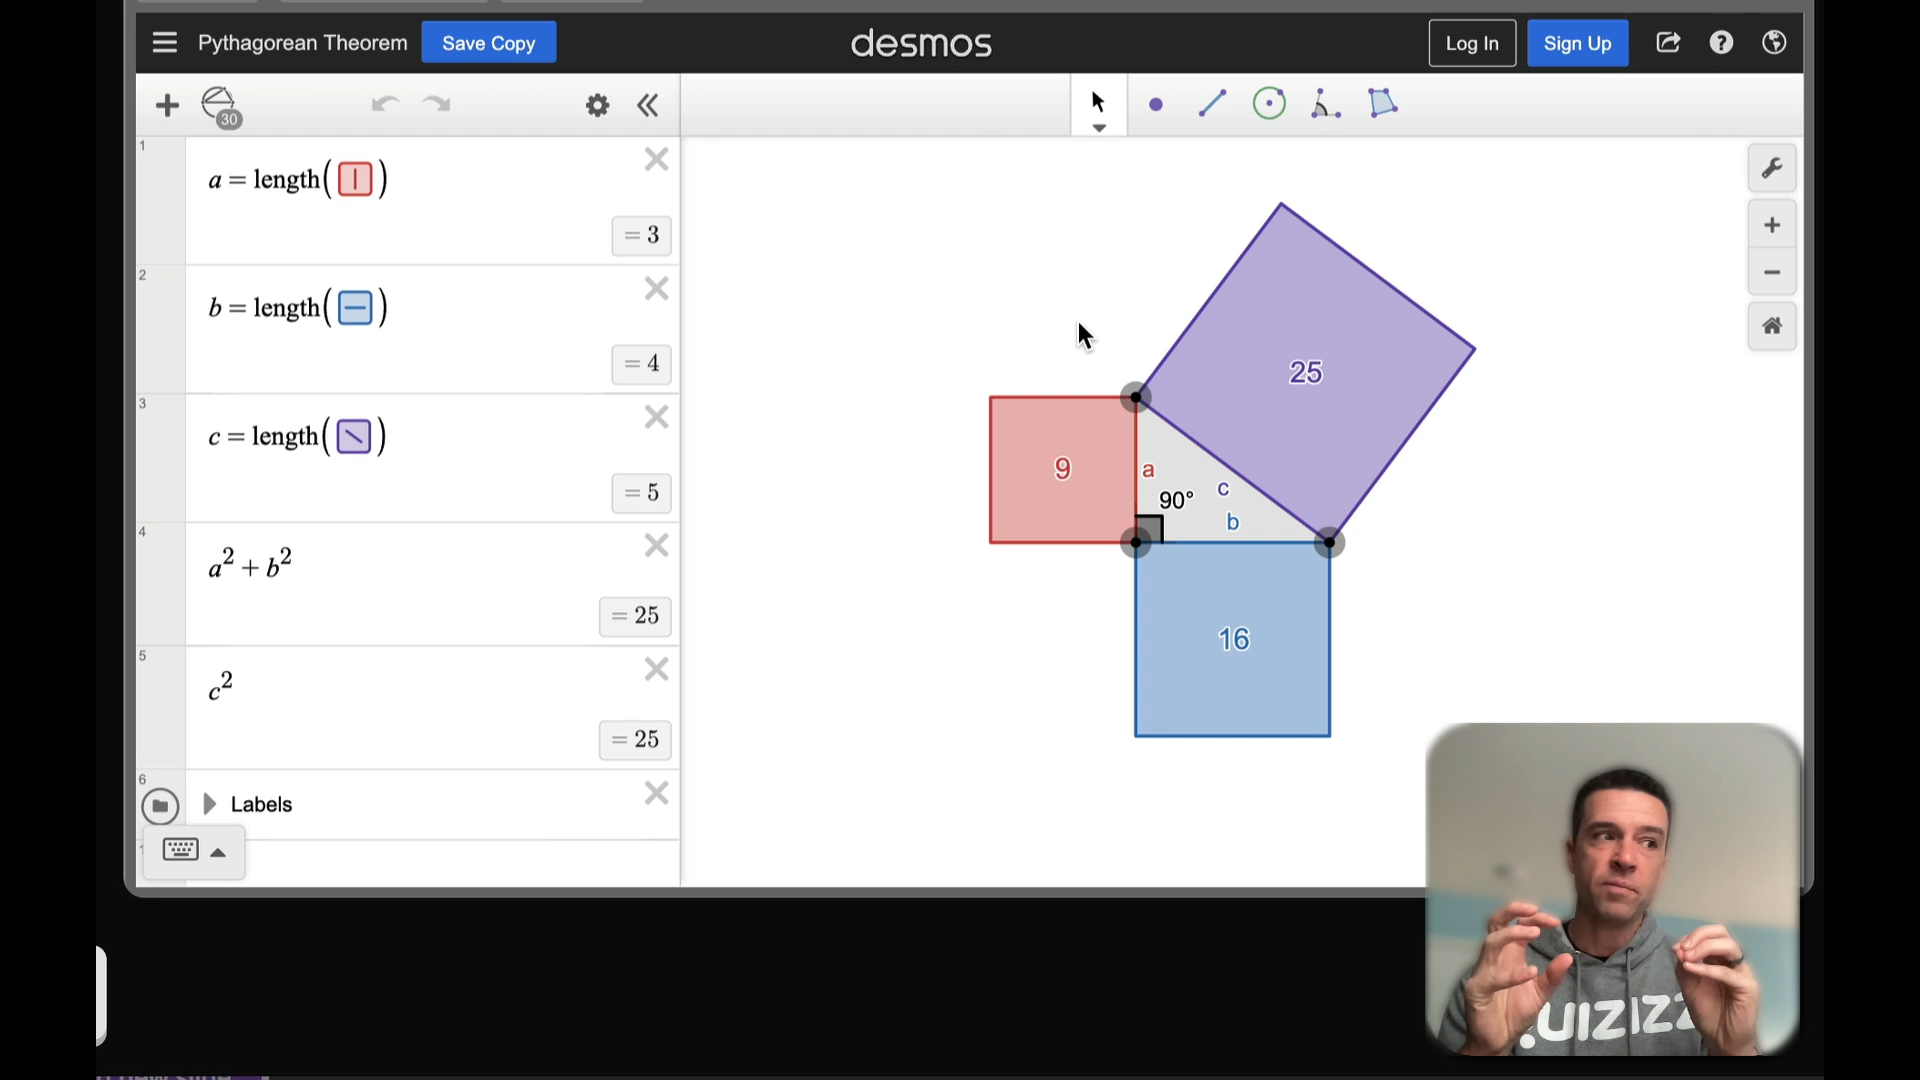 Pythagorean Theorem
Save Copy
desmos
Log In
Sign Up
30
1
a = length( )
= 3
2
b = length( )
= 4
3
c = length( )
= 5
4
a² + b²
= 25
5
c²
= 25
6
Labels
25
9
a
90°
c
b
16
UIZIZZ